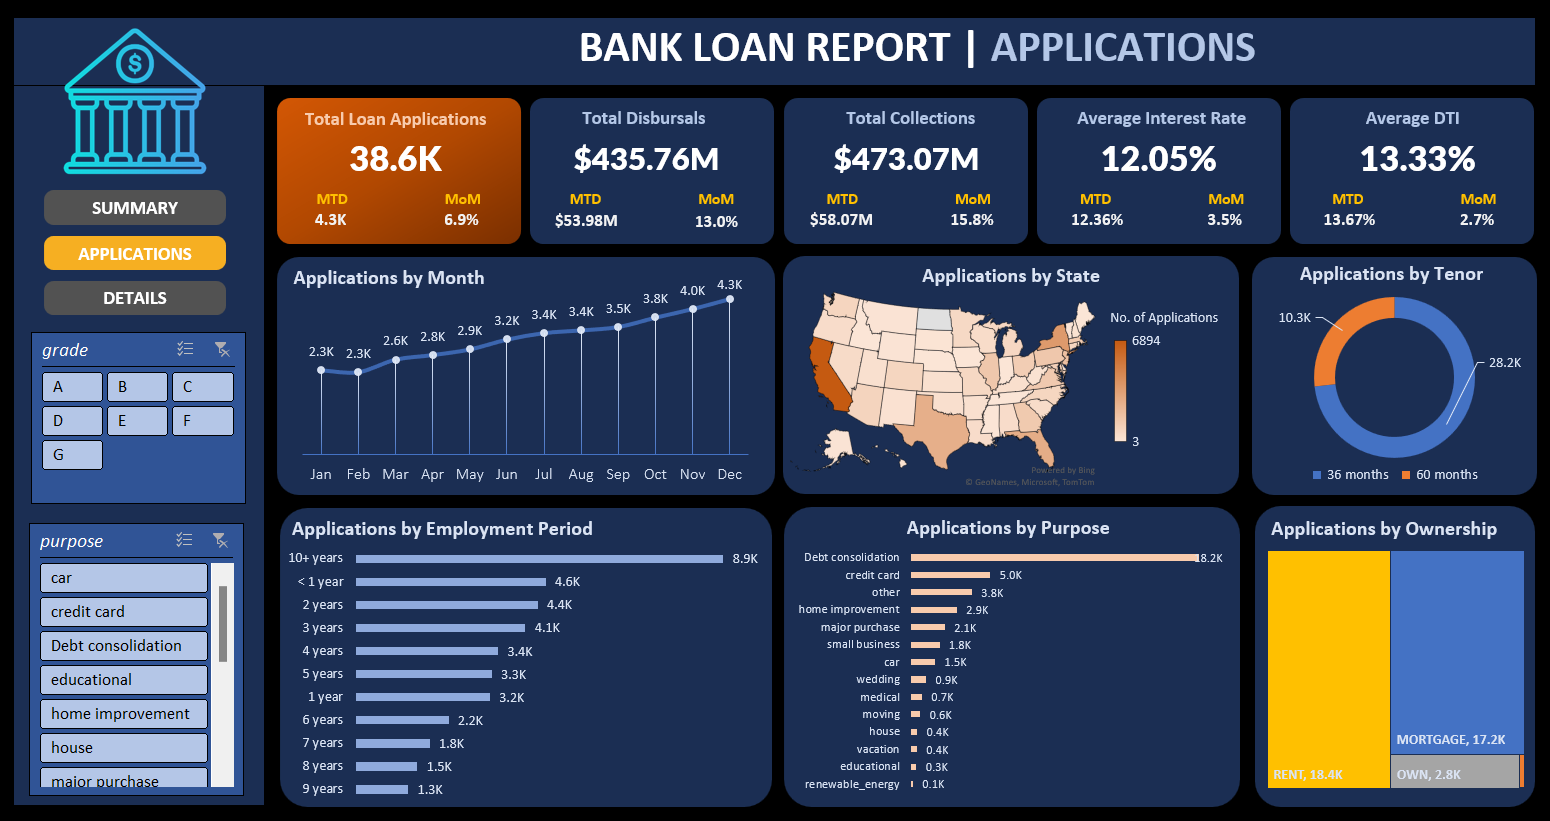 BANK LOAN REPORT | APPLICATIONS
$
SUMMARY
APPLICATIONS
DETAILS
grade
A B C
D E F
G
purpose
car
credit card
Debt consolidation
educational
home improvement
house
major purchase
Total Loan Applications
38.6K
MTD MoM
4.3K 6.9%
Total Disbursals
$435.76M
MTD MoM
$53.98M 13.0%
Total Collections
$473.07M
MTD MoM
$58.07M 15.8%
Average Interest Rate
12.05%
MTD MoM
12.36% 3.5%
Average DTI
13.33%
MTD MoM
13.67% 2.7%
Applications by Month
2.3K 2.3K 2.6K 2.8K 2.9K 3.2K 3.4K 3.4K 3.5K 3.8K 4.0K 4.3K
Jan Feb Mar Apr May Jun Jul Aug Sep Oct Nov Dec
Applications by State
No. of Applications
6894
3
Powered by Bing
© GeoNames, Microsoft, TomTom
Applications by Tenor
10.3K
28.2K
36 months 60 months
Applications by Employment Period
10+ years 8.9K
< 1 year 4.6K
2 years 4.4K
3 years 4.1K
4 years 3.4K
5 years 3.3K
1 year 3.2K
6 years 2.2K
7 years 1.8K
8 years 1.5K
9 years 1.3K
Applications by Purpose
Debt consolidation 18.2K
credit card 5.0K
other 3.8K
home improvement 2.9K
major purchase 2.1K
small business 1.8K
car 1.5K
wedding 0.9K
medical 0.7K
moving 0.6K
house 0.4K
vacation 0.4K
educational 0.3K
renewable_energy 0.1K
Applications by Ownership
MORTGAGE, 17.2K
RENT, 18.4K
OWN, 2.8K